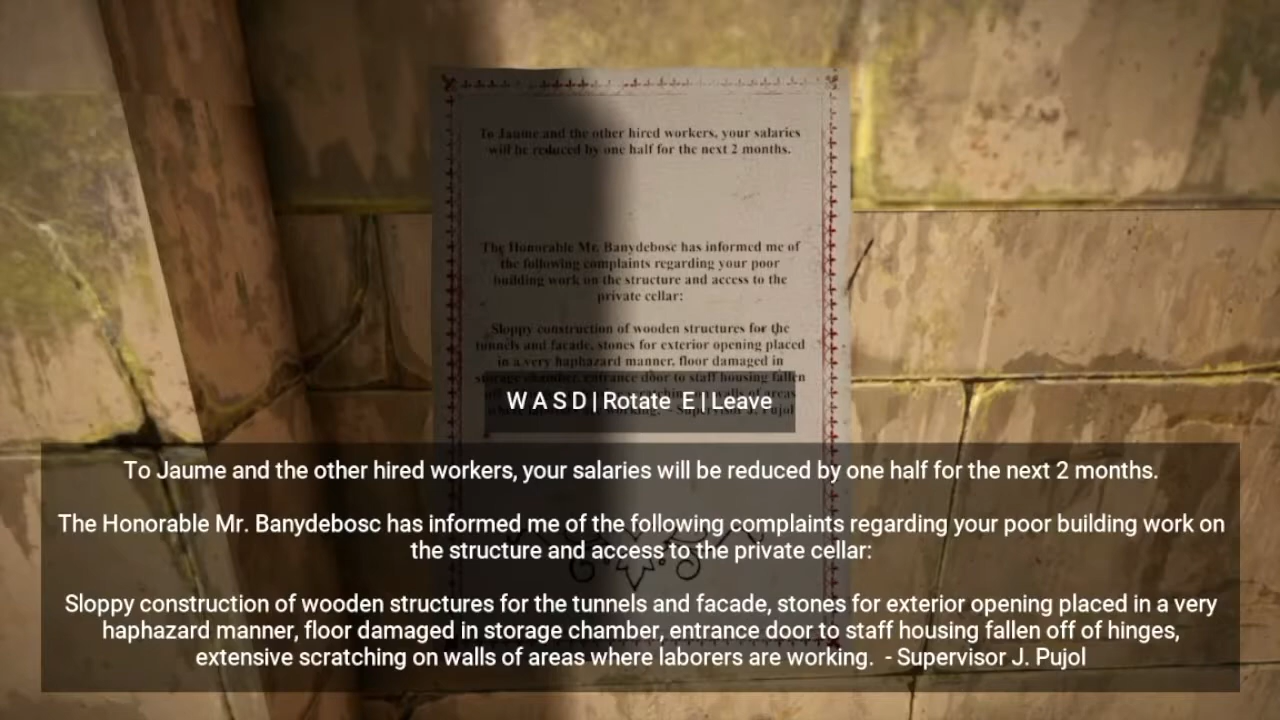 To Jaume and the other hired workers, your salaries
will be reduced by one half for the next 2 months.
The Honorable Mr. Banydebosc has informed me of
the following complaints regarding your poor
building work on the structure and access to the
private cellar:
Sloppy construction of wooden structures for the
tunnels and facade, stones for exterior opening placed
in a very haphazard manner, floor damaged in
storage chamber, entrance door to staff housing fallen
W A S D | Rotate E | Leave
To Jaume and the other hired workers, your salaries will be reduced by one half for the next 2 months.
The Honorable Mr. Banydebosc has informed me of the following complaints regarding your poor building work on
the structure and access to the private cellar:
Sloppy construction of wooden structures for the tunnels and facade, stones for exterior opening placed in a very
haphazard manner, floor damaged in storage chamber, entrance door to staff housing fallen off of hinges,
extensive scratching on walls of areas where laborers are working. - Supervisor J. Pujol